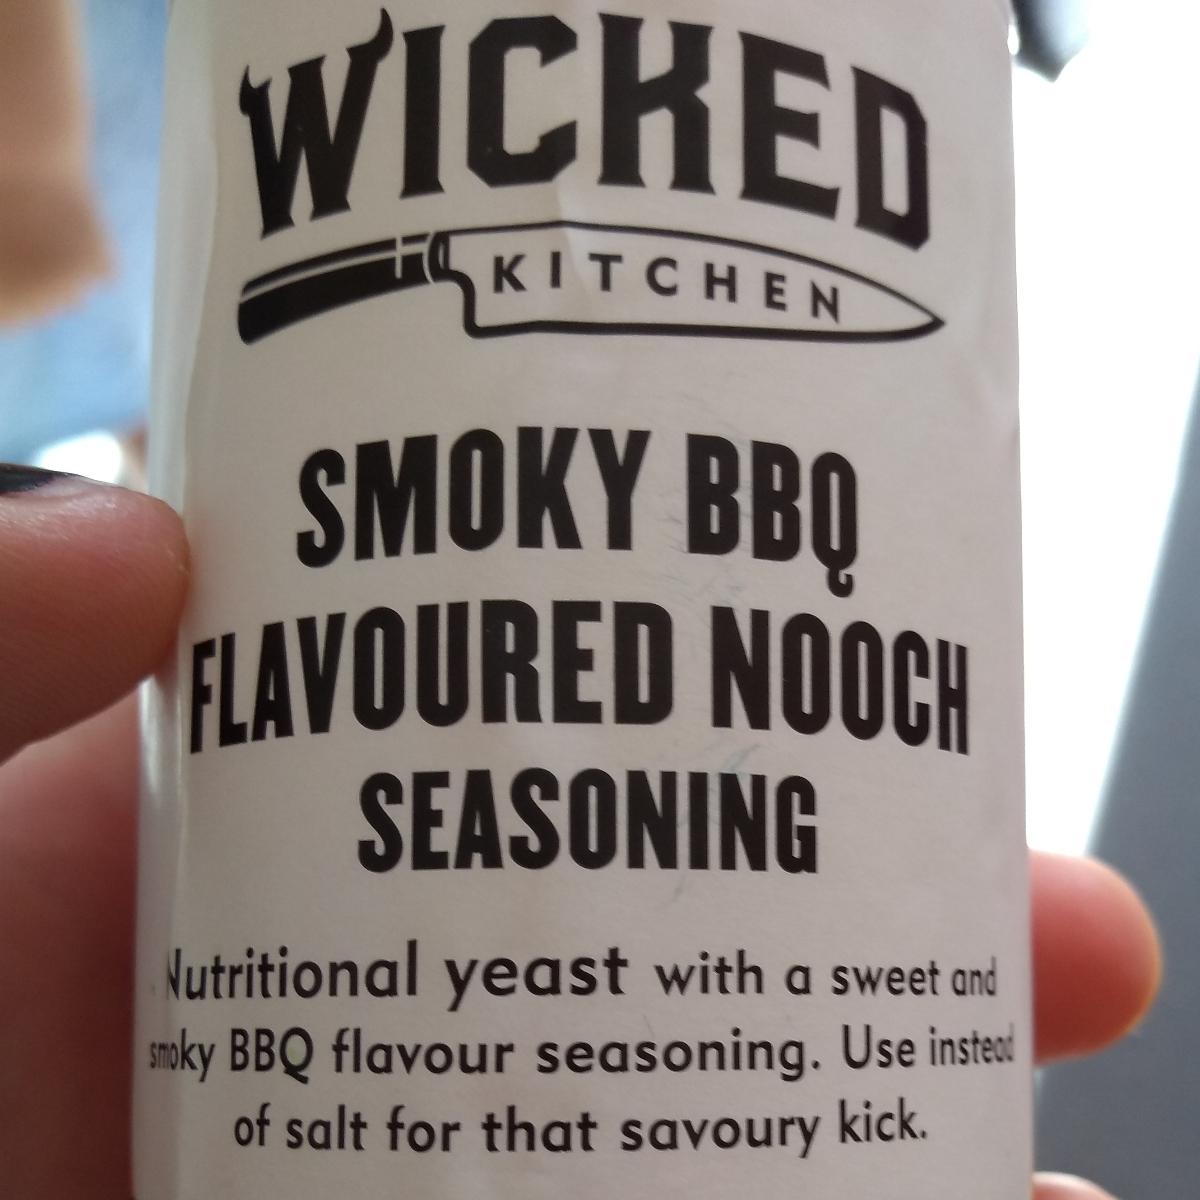 WICKED
KITCHEN
SMOKY BBQ
FLAVOURED NOOCH
SEASONING
Nutritional yeast with a sweet and
smoky BBQ flavour seasoning. Use instead
of salt for that savoury kick.